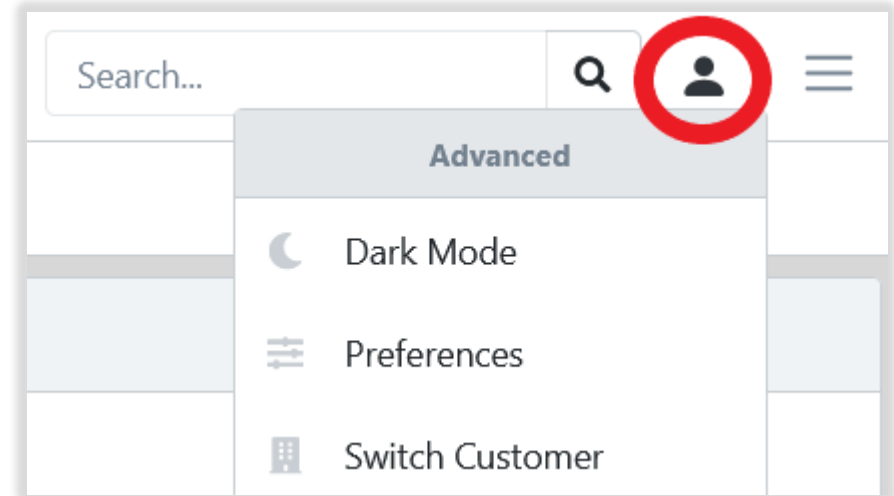 Search...
Advanced
Dark Mode
Preferences
Switch Customer